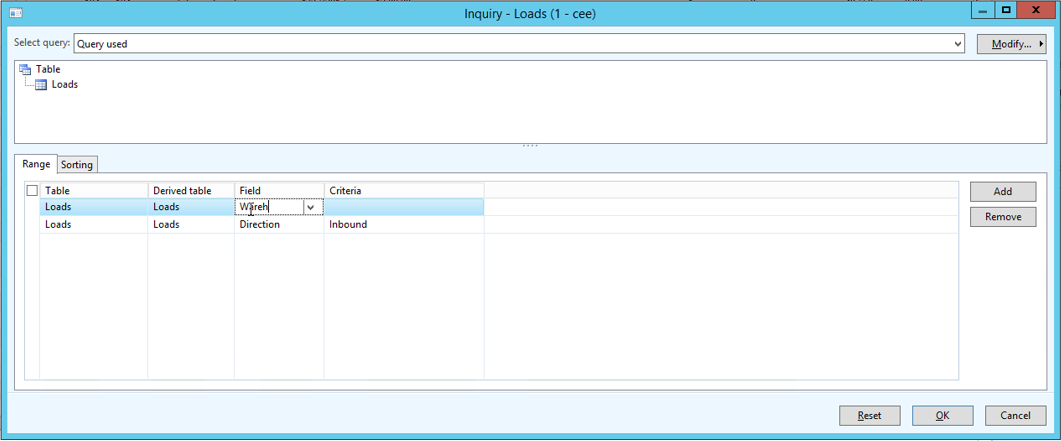 Inquiry - Loads (1 - cee)
Select query: Query used Modify...
Table
Loads
Range Sorting
Table Derived table Field Criteria
Loads Loads Wareh
Loads Loads Direction Inbound
Add
Remove
Reset OK Cancel